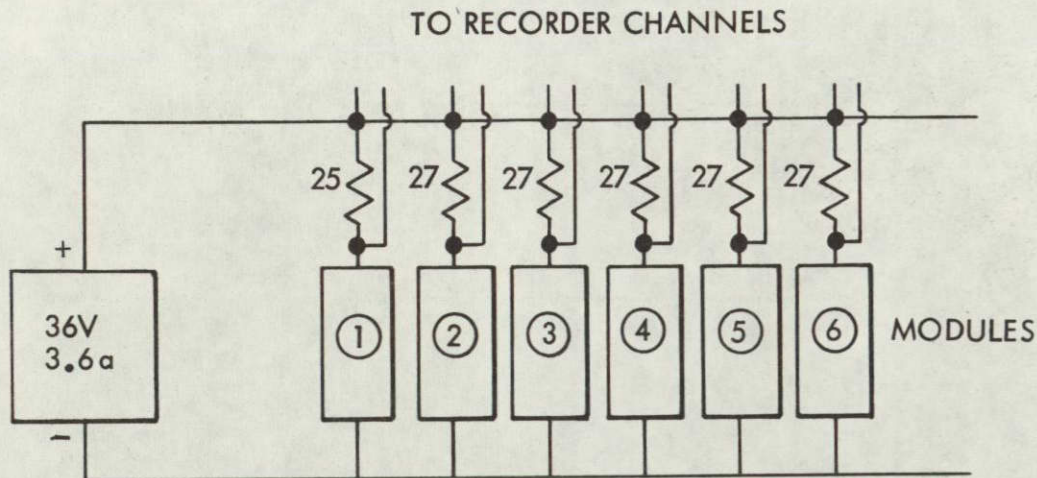 TO RECORDER CHANNELS
25 27 27 27 27 27
+
36V
3.6a
–
1 2 3 4 5 6 MODULES